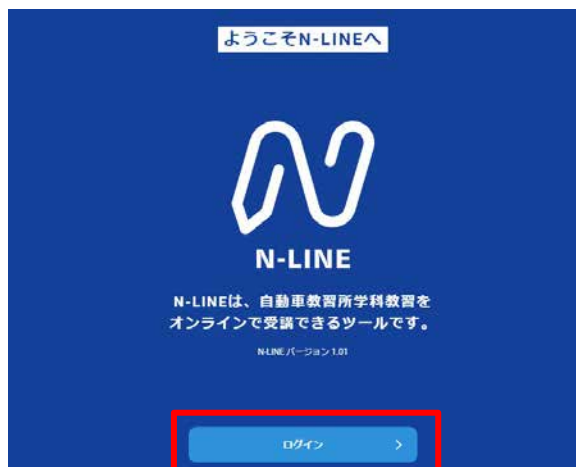 ようこそN-LINEへ
N-LINE
N-LINEは、自動車教習所学科教習を
オンラインで受講できるツールです。
N-LINE バージョン 1.01
ログイン